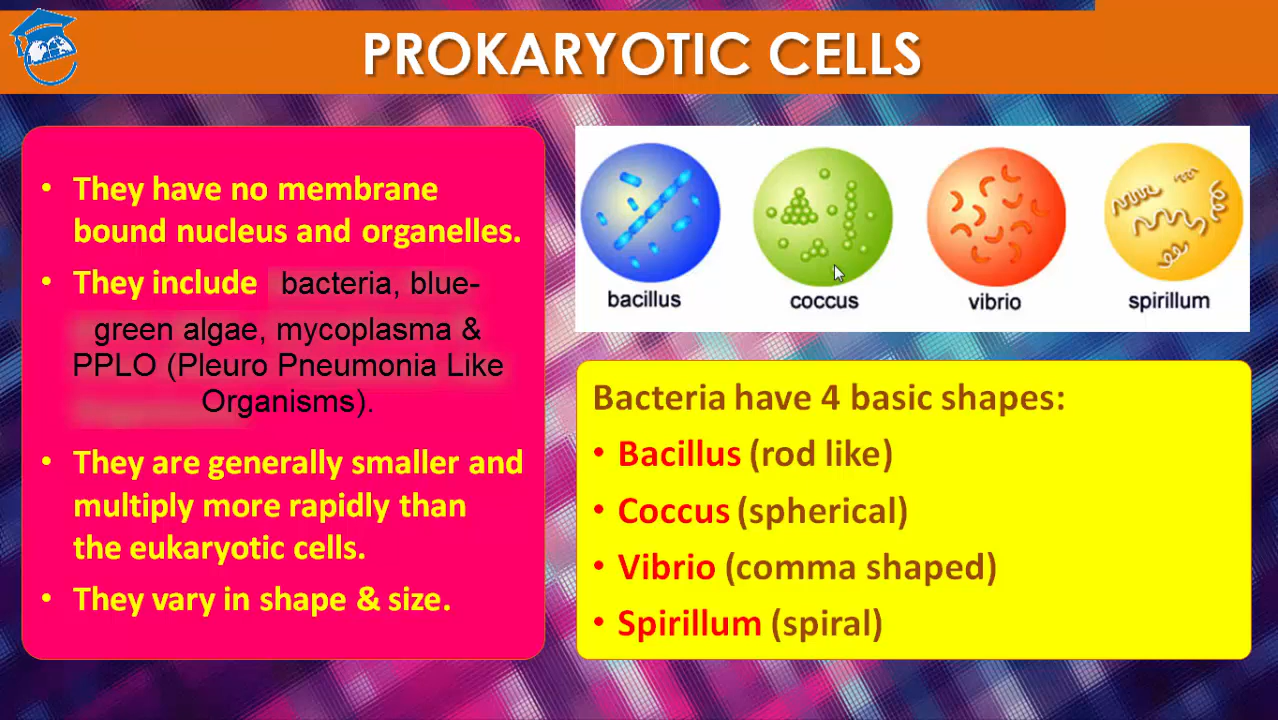 PROKARYOTIC CELLS
• They have no membrane
bound nucleus and organelles.
• They include bacteria, blue-
green algae, mycoplasma &
PPLO (Pleuro Pneumonia Like
Organisms).
• They are generally smaller and
multiply more rapidly than
the eukaryotic cells.
• They vary in shape & size.
bacillus coccus vibrio spirillum
Bacteria have 4 basic shapes:
• Bacillus (rod like)
• Coccus (spherical)
• Vibrio (comma shaped)
• Spirillum (spiral)